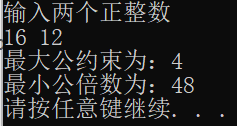 输入两个正整数
16 12
最大公约束为：4
最小公倍数为：48
请按任意键继续. . .